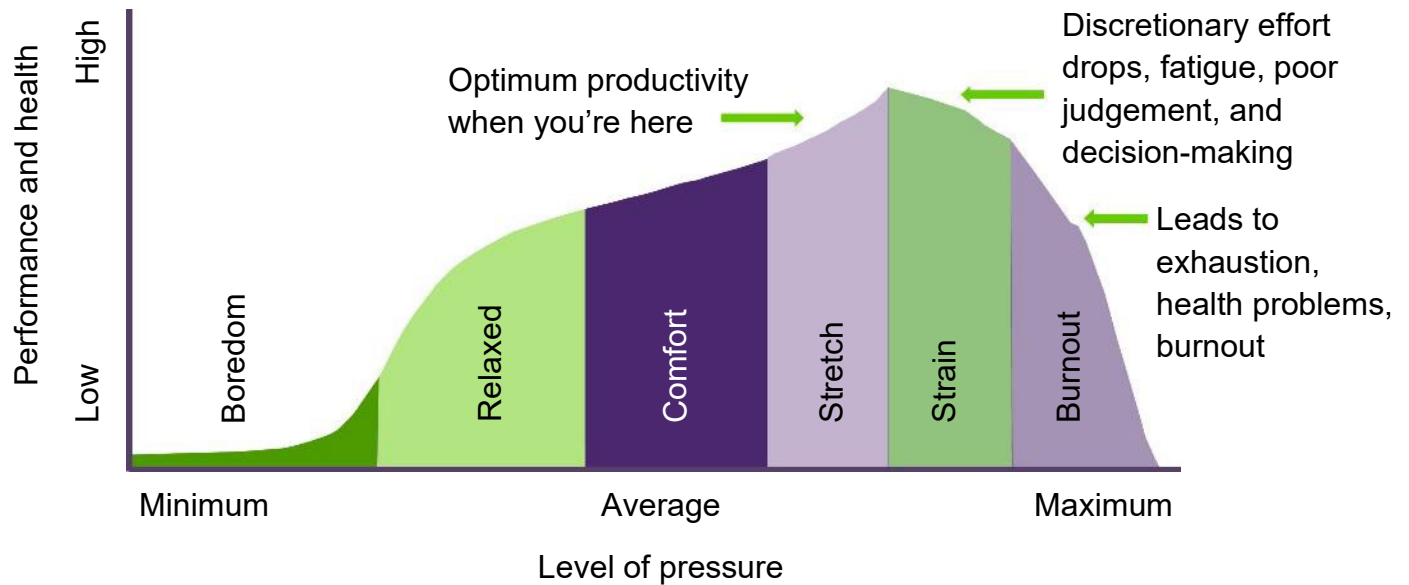 Performance and health
High
Low
Optimum productivity
when you're here
Discretionary effort
drops, fatigue, poor
judgement, and
decision-making
Leads to
exhaustion,
health problems,
burnout
Boredom
Relaxed
Comfort
Stretch
Strain
Burnout
Minimum
Average
Maximum
Level of pressure